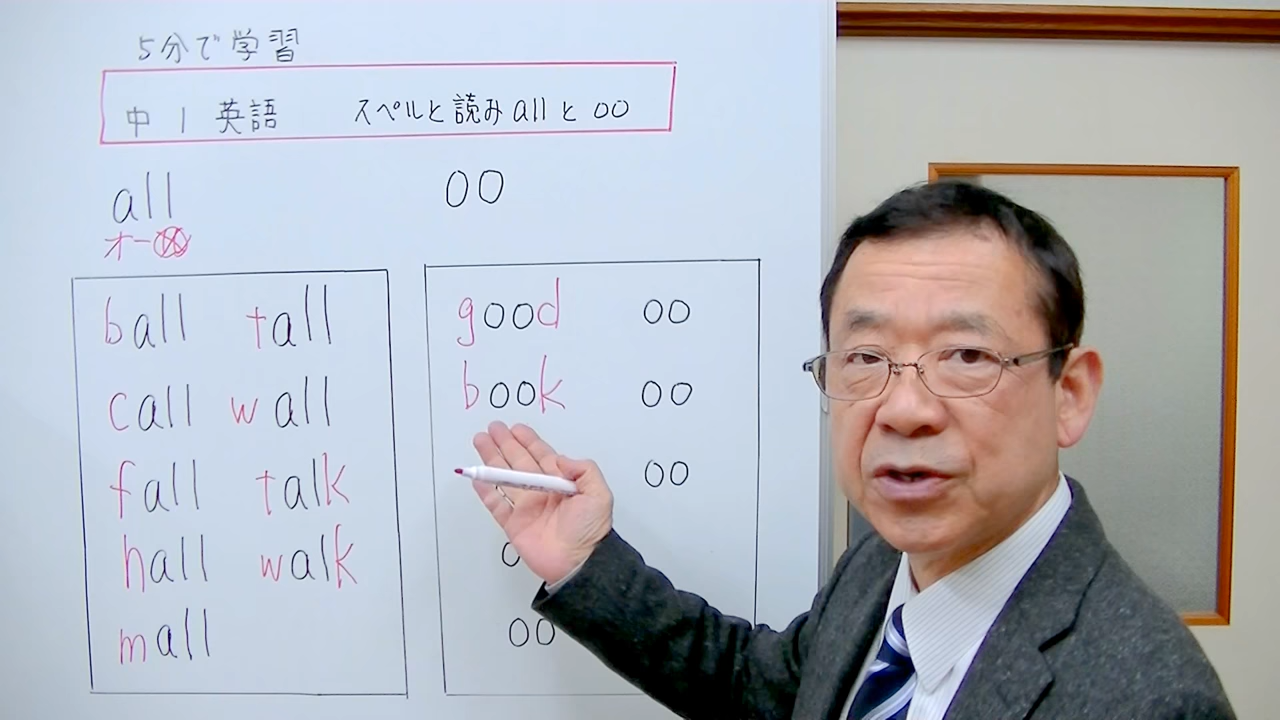 5分で学習
中1 英語 スペルと読み all と oo
all oo
オー
ball tall
call wall
fall talk
hall walk
mall
good oo
book oo
oo
oo